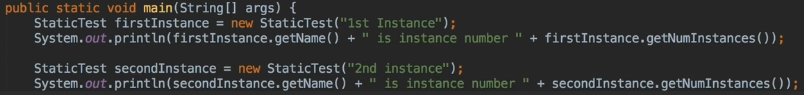 public static void main(String[] args) {
StaticTest firstInstance = new StaticTest("1st Instance");
System.out.println(firstInstance.getName() + " is instance number " + firstInstance.getNumInstances());
StaticTest secondInstance = new StaticTest("2nd instance");
System.out.println(secondInstance.getName() + " is instance number " + secondInstance.getNumInstances());